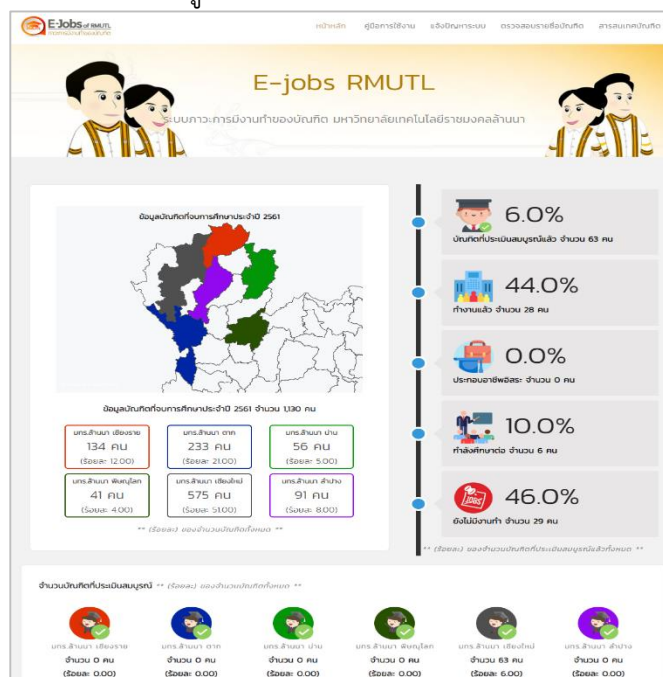 E-Jobs of RMUTL
ภาวะการมีงานทำของบัณฑิต
หน้าหลัก คู่มือการใช้งาน แจ้งปัญหาระบบ ตรวจสอบรายชื่อบัณฑิต สารสนเทศบัณฑิต
E-jobs RMUTL
ระบบภาวะการมีงานทำของบัณฑิต มหาวิทยาลัยเทคโนโลยีราชมงคลล้านนา
ข้อมูลบัณฑิตที่จบการศึกษาประจำปี 2561
ข้อมูลบัณฑิตที่จบการศึกษาประจำปี 2561 จำนวน 1,130 คน
มทร.ล้านนา เชียงราย
134 คน
(ร้อยละ 12.00)
มทร.ล้านนา ตาก
233 คน
(ร้อยละ 21.00)
มทร.ล้านนา น่าน
56 คน
(ร้อยละ 5.00)
มทร.ล้านนา พิษณุโลก
41 คน
(ร้อยละ 4.00)
มทร.ล้านนา เชียงใหม่
575 คน
(ร้อยละ 51.00)
มทร.ล้านนา ลำปาง
91 คน
(ร้อยละ 8.00)
** (ร้อยละ) ของจำนวนบัณฑิตทั้งหมด **
6.0%
บัณฑิตที่ประเมินสมบูรณ์แล้ว จำนวน 63 คน
44.0%
ทำงานแล้ว จำนวน 28 คน
0.0%
ประกอบอาชีพอิสระ จำนวน 0 คน
10.0%
กำลังศึกษาต่อ จำนวน 6 คน
JOBS
46.0%
ยังไม่มีงานทำ จำนวน 29 คน
** (ร้อยละ) ของจำนวนบัณฑิตที่ประเมินสมบูรณ์แล้วทั้งหมด **
จำนวนบัณฑิตที่ประเมินสมบูรณ์ ** (ร้อยละ) ของจำนวนบัณฑิตทั้งหมด **
มทร.ล้านนา เชียงราย
จำนวน 0 คน
(ร้อยละ 0.00)
มทร.ล้านนา ตาก
จำนวน 0 คน
(ร้อยละ 0.00)
มทร.ล้านนา น่าน
จำนวน 0 คน
(ร้อยละ 0.00)
มทร.ล้านนา พิษณุโลก
จำนวน 0 คน
(ร้อยละ 0.00)
มทร.ล้านนา เชียงใหม่
จำนวน 63 คน
(ร้อยละ 6.00)
มทร.ล้านนา ลำปาง
จำนวน 0 คน
(ร้อยละ 0.00)